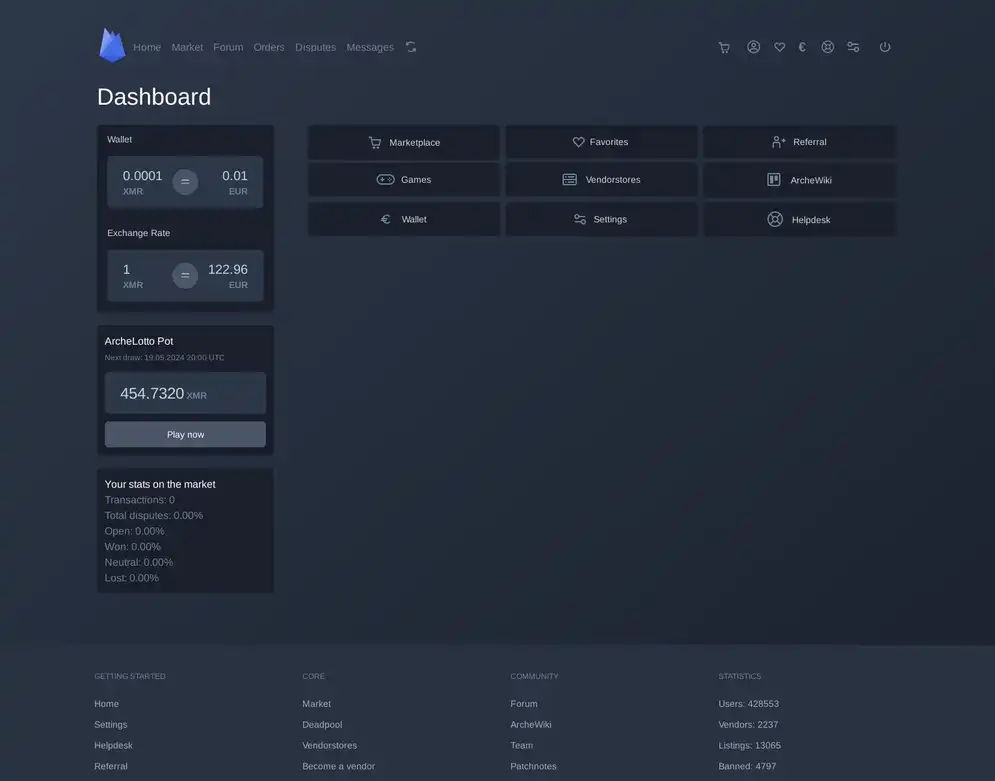 Home Market Forum Orders Disputes Messages
Dashboard
Wallet
0.0001 = 0.01
XMR EUR
Exchange Rate
1 = 122.96
XMR EUR
ArcheLotto Pot
Next draw: 19.05.2024 20:00 UTC
454.7320 XMR
Play now
Your stats on the market
Transactions: 0
Total disputes: 0.00%
Open: 0.00%
Won: 0.00%
Neutral: 0.00%
Lost: 0.00%
Marketplace Favorites Referral
Games Vendorstores ArcheWiki
€ Wallet Settings Helpdesk
GETTING STARTED CORE COMMUNITY STATISTICS
Home Market Forum Users: 428553
Settings Deadpool ArcheWiki Vendors: 2237
Helpdesk Vendorstores Team Listings: 13065
Referral Become a vendor Patchnotes Banned: 4797